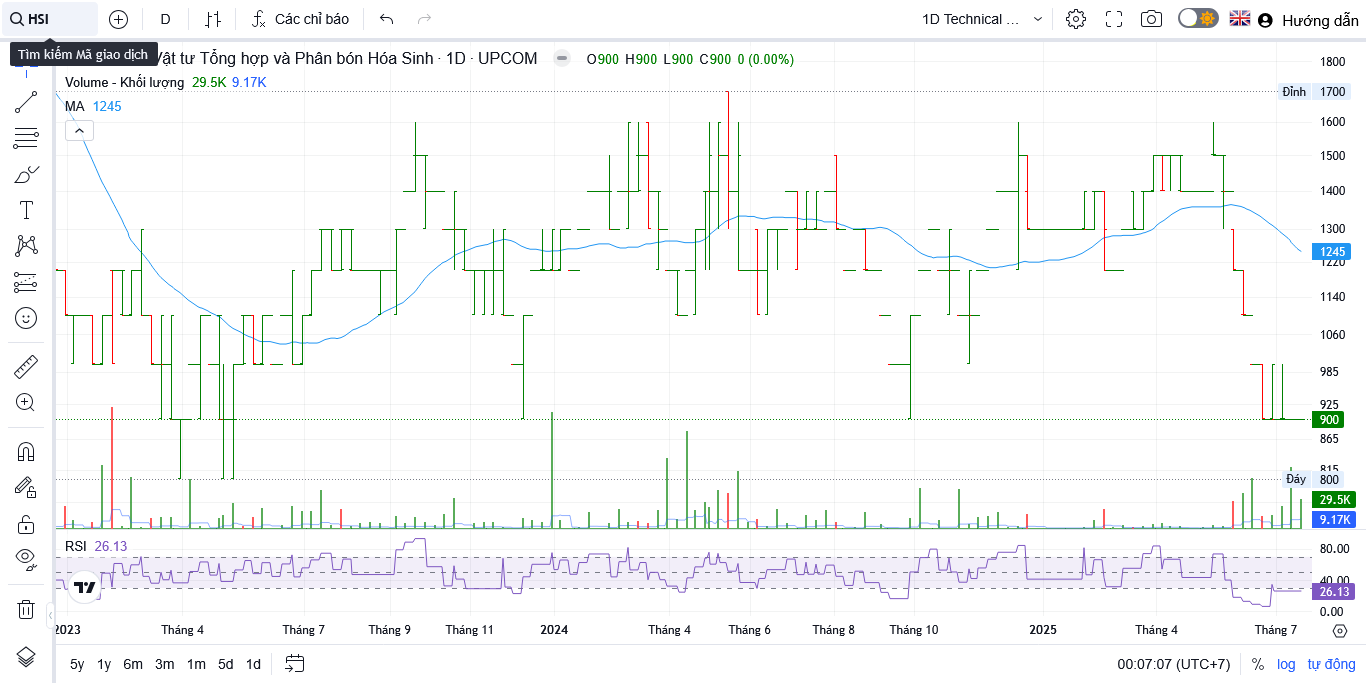 HSI
D
Các chỉ báo
1D Technical ...
Hướng dẫn
Tìm kiếm Mã giao dịch
Vật tư Tổng hợp và Phân bón Hóa Sinh · 1D · UPCOM
O900 H900 L900 C900 0 (0.00%)
Volume - Khối lượng 29.5K 9.17K
MA 1245
1800
Đỉnh 1700
1600
1500
1400
1300
1245
1220
1140
1060
985
925
900
865
815
Đáy 800
29.5K
9.17K
RSI 26.13
80.00
40.00
26.13
0.00
2023 Tháng 4 Tháng 7 Tháng 9 Tháng 11 2024 Tháng 4 Tháng 6 Tháng 8 Tháng 10 2025 Tháng 4 Tháng 7
5y 1y 6m 3m 1m 5d 1d
00:07:07 (UTC+7) % log tự động